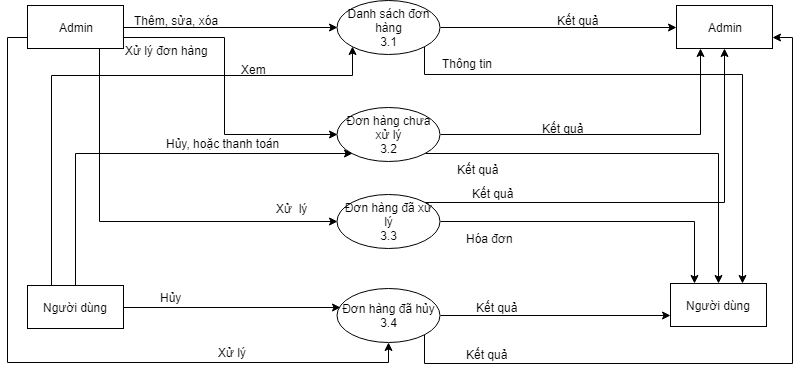 Admin
Thêm, sửa, xóa
Danh sách đơn
hàng
3.1
Kết quả
Admin
Xử lý đơn hàng
Xem
Thông tin
Đơn hàng chưa
xử lý
3.2
Kết quả
Hủy, hoặc thanh toán
Kết quả
Kết quả
Xử lý
Đơn hàng đã xử
lý
3.3
Hóa đơn
Người dùng
Hủy
Đơn hàng đã hủy
3.4
Kết quả
Người dùng
Xử lý
Kết quả